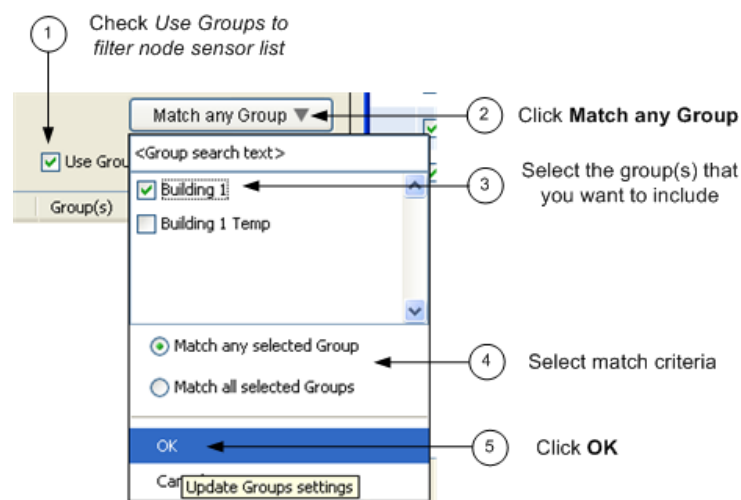 1
Check Use Groups to
filter node sensor list
Match any Group
2
Click Match any Group
Use Grou
<Group search text>
3
Select the group(s) that
you want to include
Building 1
Group(s)
Building 1 Temp
Match any selected Group
4
Select match criteria
Match all selected Groups
OK
5
Click OK
Update Groups settings